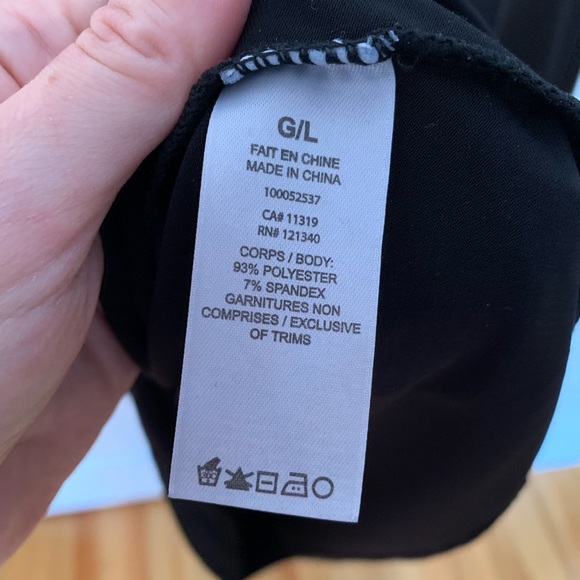 G/L
FAIT EN CHINE
MADE IN CHINA
100052537
CA# 11319
RN# 121340
CORPS / BODY:
93% POLYESTER
7% SPANDEX
GARNITURES NON
COMPRISES / EXCLUSIVE
OF TRIMS